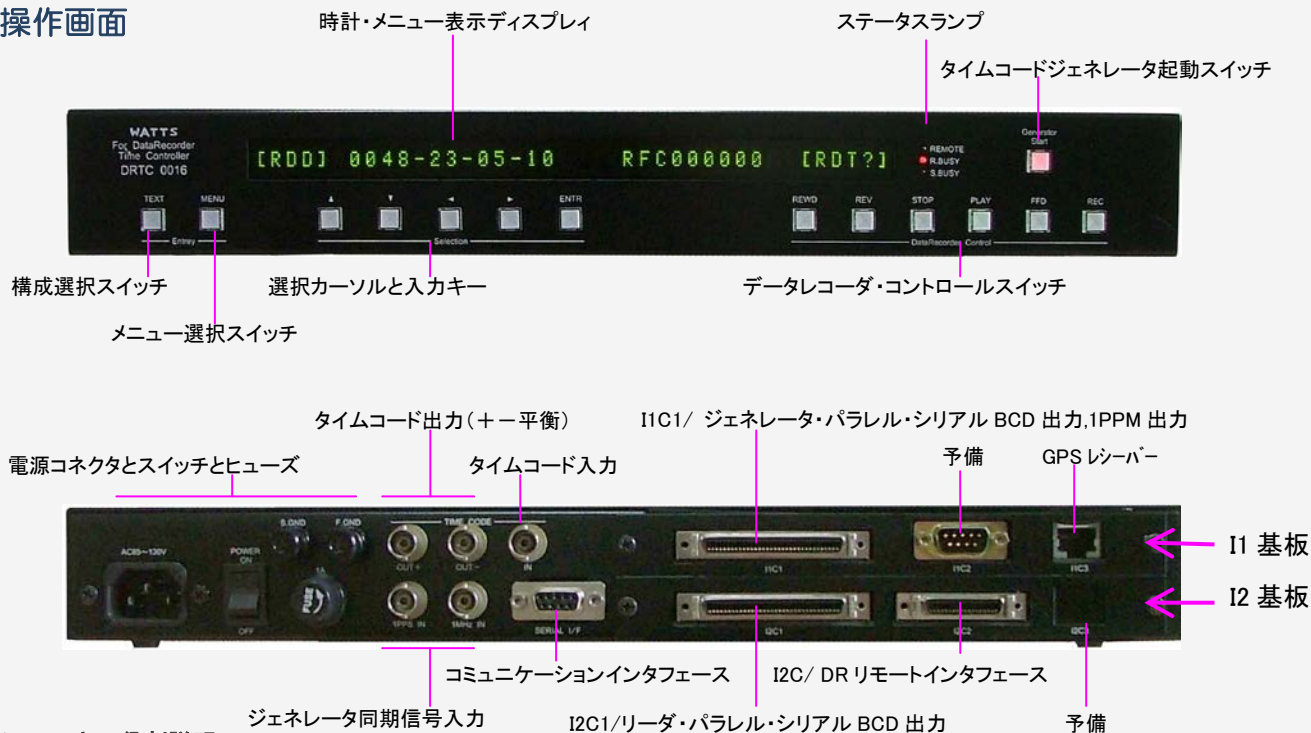 操作画面
時計・メニュー表示ディスプレィ
ステータスランプ
タイムコードジェネレータ起動スイッチ
WATTS
For DataRecorder
Time Controller
DRTC 0016
[RDD] 0048-23-05-10 RFC000000 [RDT?]
REMOTE
R.BUSY
S.BUSY
Generator
Start
TEXT MENU ▲ ▼ ◄ ► ENTR REWD REV STOP PLAY FFD REC
Entrey Selection DataRecorder Control
構成選択スイッチ
選択カーソルと入力キー
データレコーダ・コントロールスイッチ
メニュー選択スイッチ
タイムコード出力(+-平衡)
I1C1/ ジェネレータ・パラレル・シリアル BCD 出力,1PPM 出力
電源コネクタとスイッチとヒューズ
タイムコード入力
予備
GPS レシーバー
S.GND F.GND TIME CODE
AC85~130V POWER
ON
1A OUT+ OUT- IN I1C1 I1C2 I1C3
I1 基板
FUSE
I2 基板
OFF 1PPS IN 1MHz IN SERIAL I/F I2C1 I2C2 I2C3
コミュニケーションインタフェース
I2C/ DR リモートインタフェース
ジェネレータ同期信号入力
I2C1/リーダ・パラレル・シリアル BCD 出力
予備